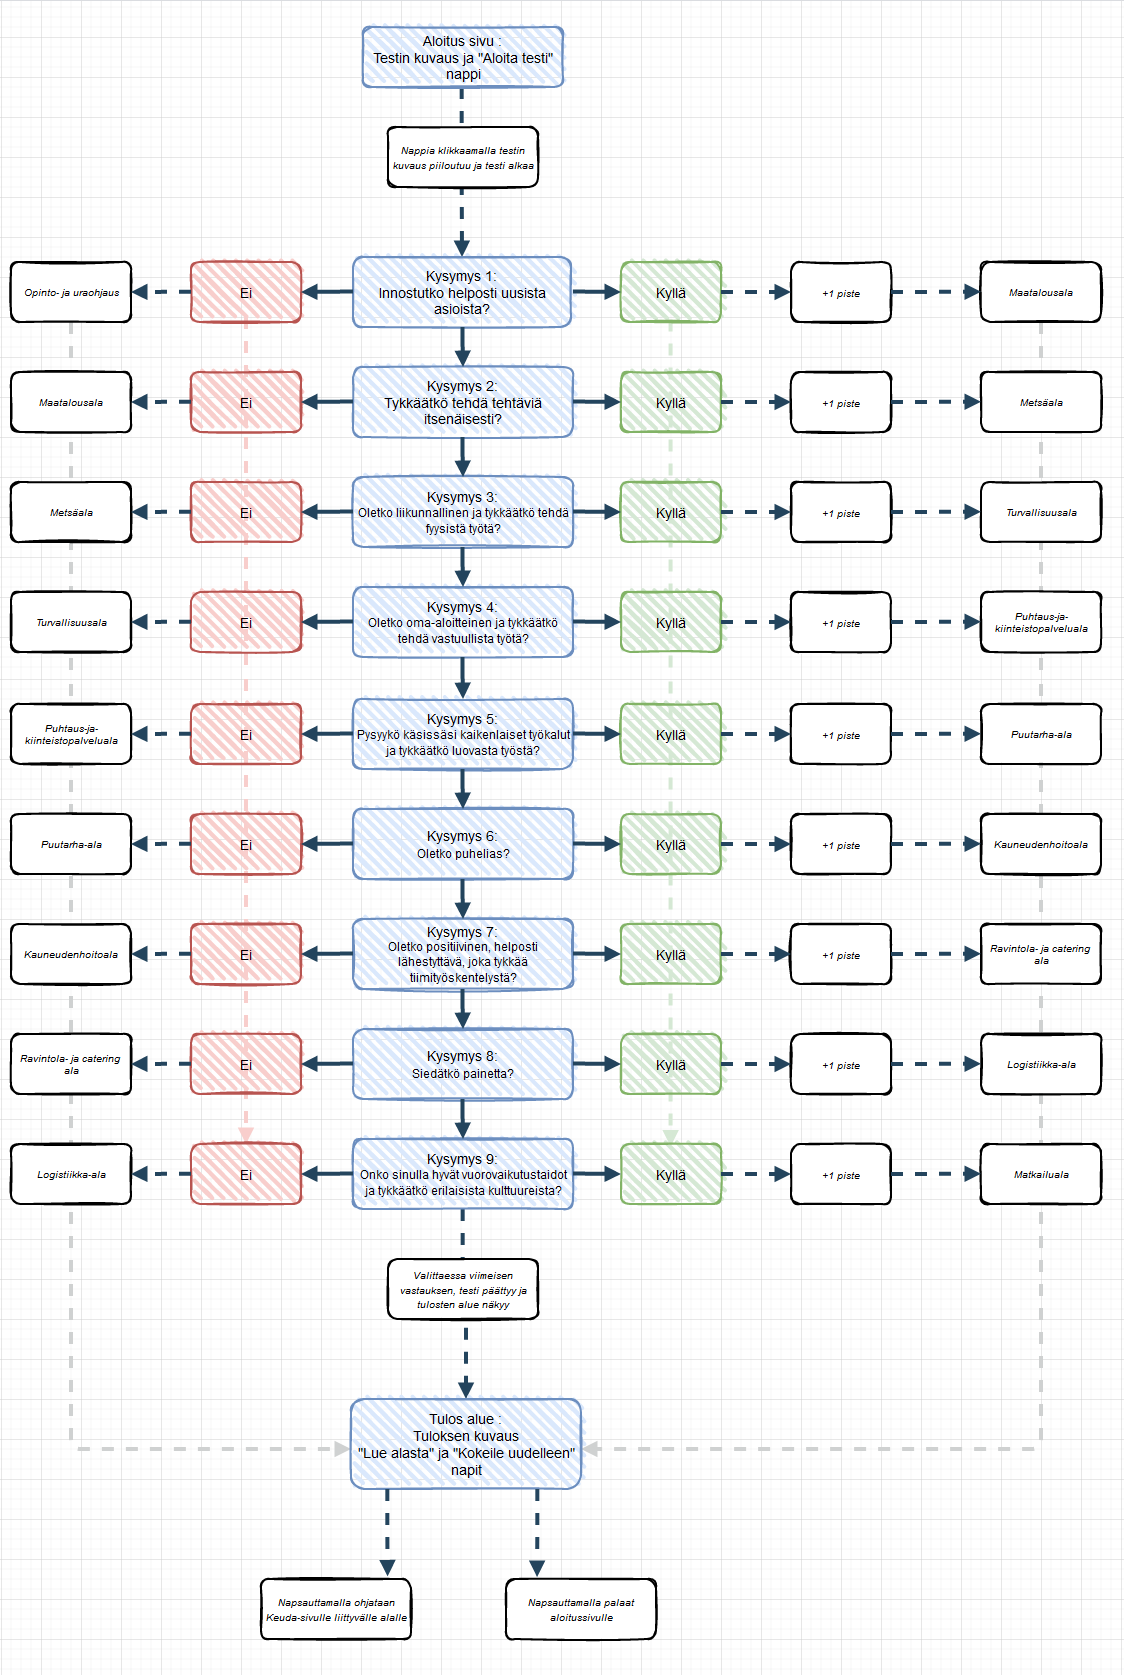 Aloitus sivu :
Testin kuvaus ja "Aloita testi"
nappi
Nappia klikkaamalla testin
kuvaus piiloutuu ja testi alkaa
Opinto- ja uraohjaus
Ei
Kysymys 1:
Innostutko helposti uusista
asioista?
Kyllä
+1 piste
Maatalousala
Maatalousala
Ei
Kysymys 2:
Tykkäätkö tehdä tehtäviä
itsenäisesti?
Kyllä
+1 piste
Metsäala
Metsäala
Ei
Kysymys 3:
Oletko liikunnallinen ja tykkäätkö tehdä
fyysistä työtä?
Kyllä
+1 piste
Turvallisuusala
Turvallisuusala
Ei
Kysymys 4:
Oletko oma-aloitteinen ja tykkäätkö
tehdä vastuullista työtä?
Kyllä
+1 piste
Puhtaus-ja-
kiinteistopalveluala
Puhtaus-ja-
kiinteistopalveluala
Ei
Kysymys 5:
Pysyykö käsissäsi kaikenlaiset työkalut
ja tykkäätkö luovasta työstä?
Kyllä
+1 piste
Puutarha-ala
Puutarha-ala
Ei
Kysymys 6:
Oletko puhelias?
Kyllä
+1 piste
Kauneudenhoitoala
Kauneudenhoitoala
Ei
Kysymys 7:
Oletko positiivinen, helposti
lähestyttävä, joka tykkää
tiimityöskentelystä?
Kyllä
+1 piste
Ravintola- ja catering
ala
Ravintola- ja catering
ala
Ei
Kysymys 8:
Siedätkö painetta?
Kyllä
+1 piste
Logistiikka-ala
Logistiikka-ala
Ei
Kysymys 9:
Onko sinulla hyvät vuorovaikutustaidot
ja tykkäätkö erilaisista kulttuureista?
Kyllä
+1 piste
Matkailuala
Valittaessa viimeisen
vastauksen, testi päättyy ja
tulosten alue näkyy
Tulos alue :
Tuloksen kuvaus
"Lue alasta" ja "Kokeile uudelleen"
napit
Napsauttamalla ohjataan
Keuda-sivulle liittyvälle alalle
Napsauttamalla palaat
aloitussivulle